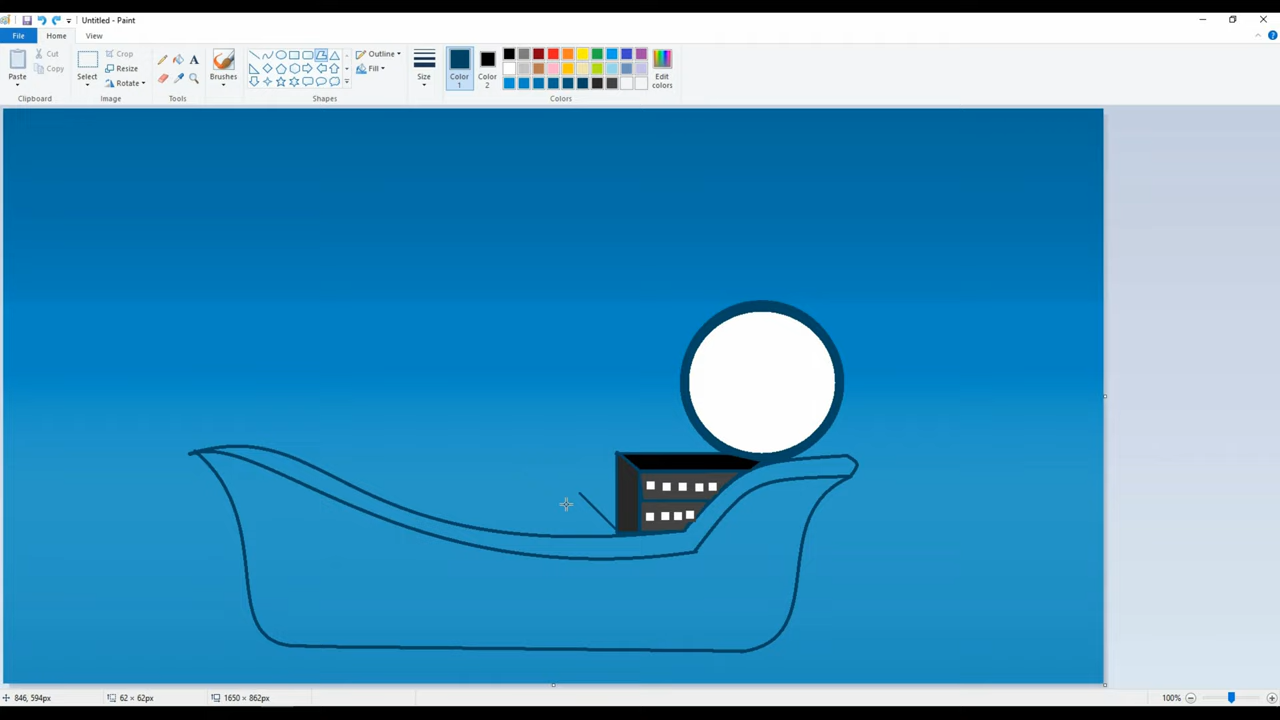 Untitled - Paint
File
Home
View
Paste
Cut
Copy
Clipboard
Select
Crop
Resize
Rotate
Image
A
Tools
Brushes
Outline
Fill
Shapes
Size
Color 1
Color 2
Edit colors
Colors
846, 594px
62 × 62px
1650 × 862px
100%